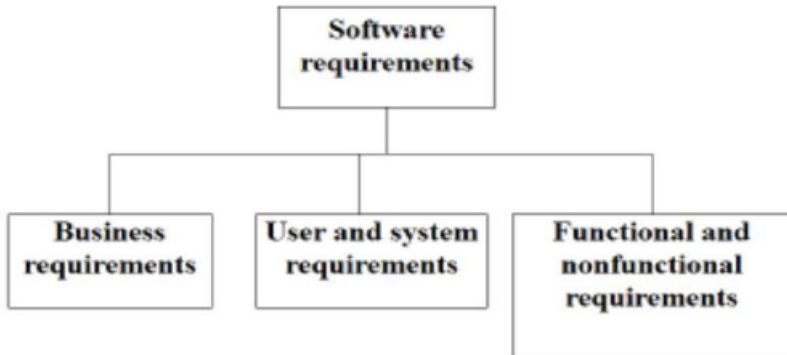 Software
requirements
Business
requirements
User and system
requirements
Functional and
nonfunctional
requirements